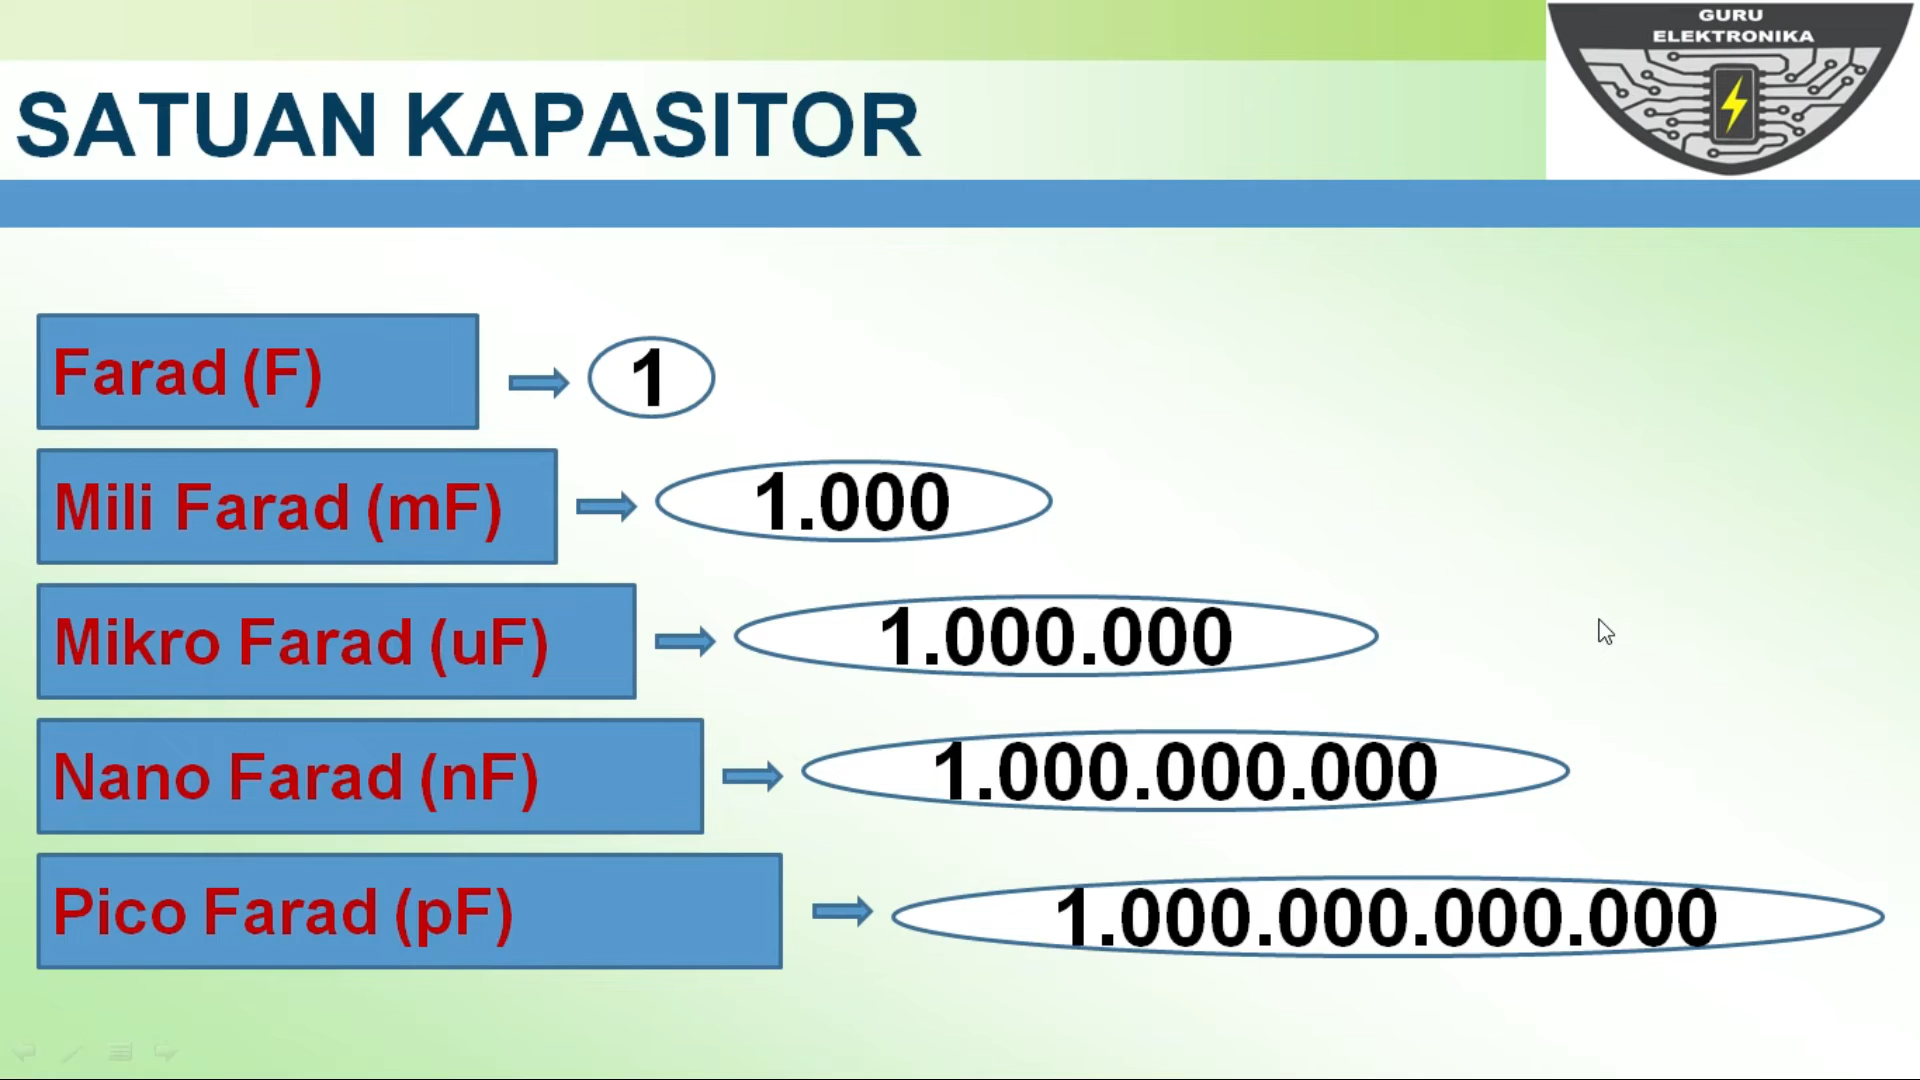 GURU
ELEKTRONIKA
SATUAN KAPASITOR
Farad (F)
1
Mili Farad (mF)
1.000
Mikro Farad (uF)
1.000.000
Nano Farad (nF)
1.000.000.000
Pico Farad (pF)
1.000.000.000.000